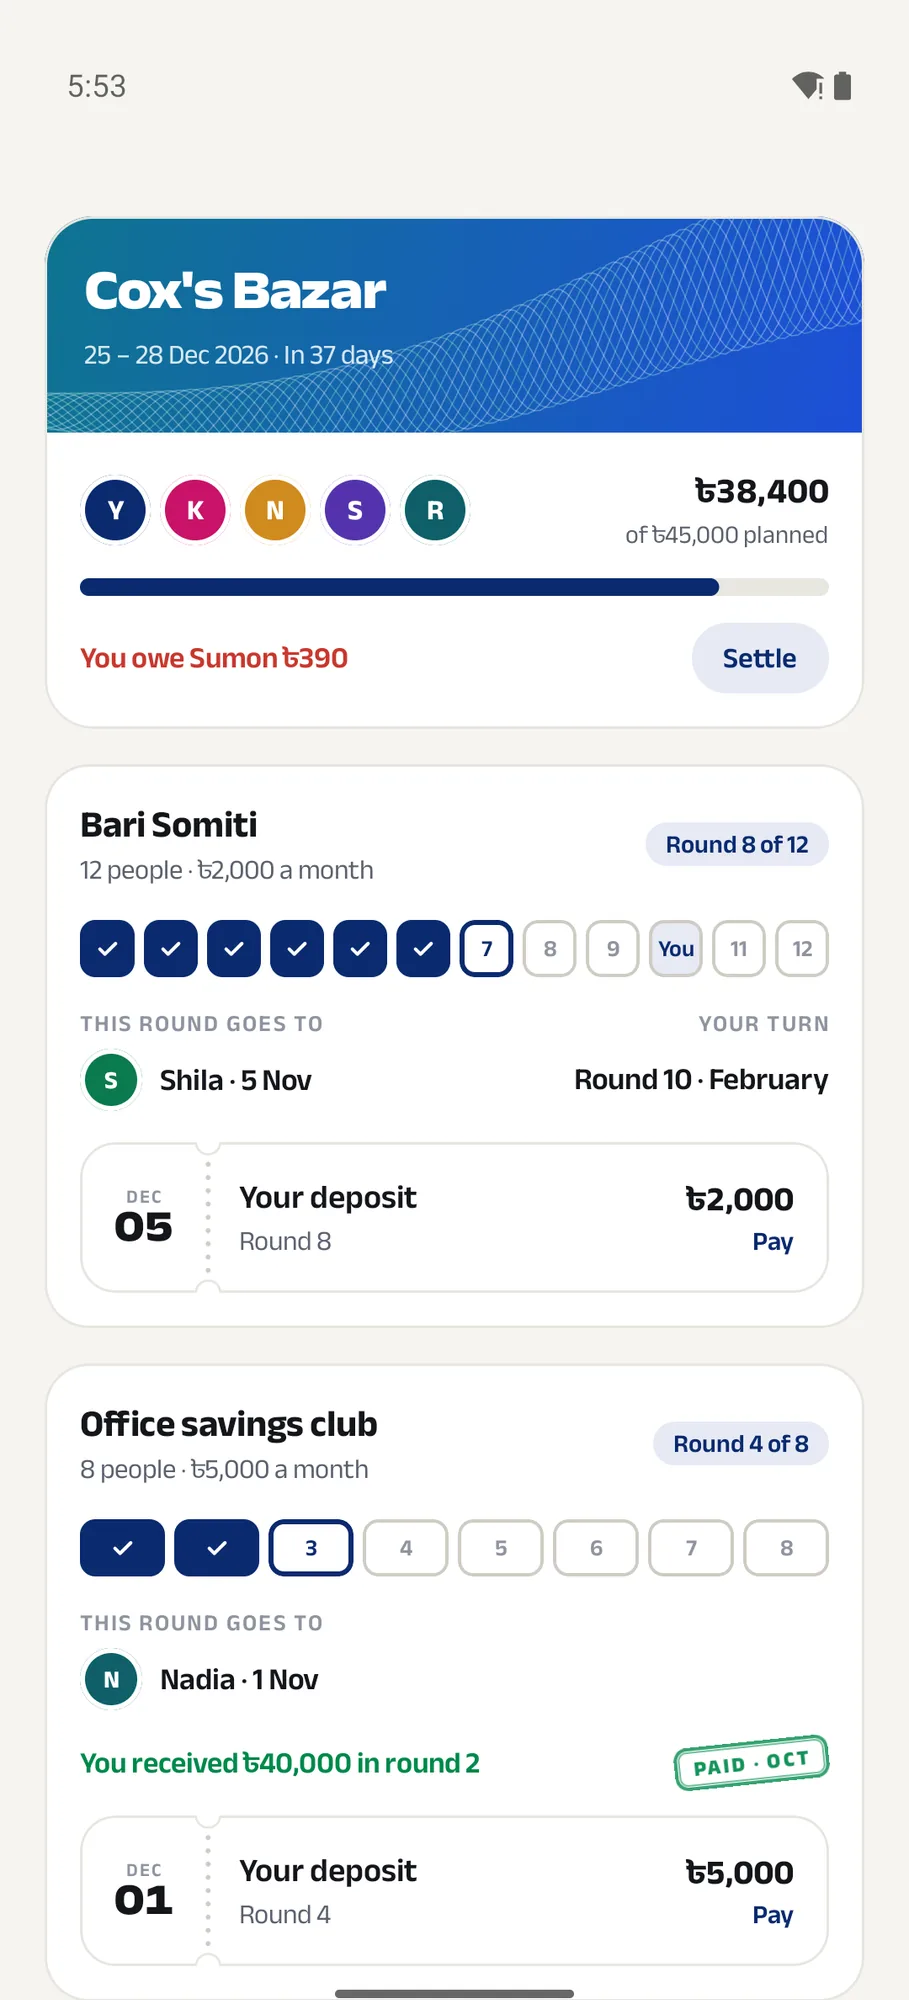 5:53
Cox's Bazar
25 – 28 Dec 2026 · In 37 days
Y K N S R
৳38,400
of ৳45,000 planned
You owe Sumon ৳390
Settle
Bari Somiti
12 people · ৳2,000 a month
Round 8 of 12
7 8 9 You 11 12
THIS ROUND GOES TO
YOUR TURN
S
Shila · 5 Nov
Round 10 · February
DEC
05
Your deposit
Round 8
৳2,000
Pay
Office savings club
8 people · ৳5,000 a month
Round 4 of 8
3 4 5 6 7 8
THIS ROUND GOES TO
N
Nadia · 1 Nov
You received ৳40,000 in round 2
PAID · OCT
DEC
01
Your deposit
Round 4
৳5,000
Pay